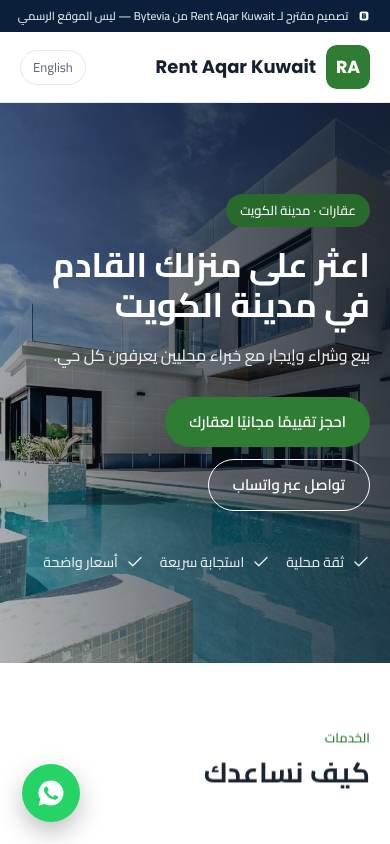 تصميم مقترح لـ Rent Aqar Kuwait من Bytevia — ليس الموقع الرسمي
RA Rent Aqar Kuwait English
عقارات · مدينة الكويت
اعثر على منزلك القادم
في مدينة الكويت
بيع وشراء وإيجار مع خبراء محليين يعرفون كل حي.
احجز تقييمًا مجانيًا لعقارك
تواصل عبر واتساب
ثقة محلية استجابة سريعة أسعار واضحة
الخدمات
كيف نساعدك